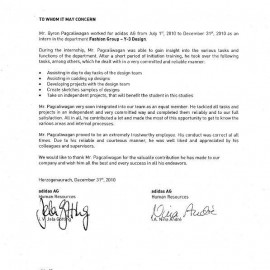 TO WHOM IT MAY CONCERN
Mr. Byron Pagcaliwagan worked for adidas AG from July 1st, 2010 to December 31st, 2010 as an
intern in the department Fashion Group – Y-3 Design.
During the internship, Mr. Pagcaliwagan was able to gain insight into the various tasks and
functions of the department. After a short period of initiation training, he took over the following
tasks, among others, which he dealt with in a very committed and reliable manner:
• Assisting in day to day tasks of the design team
• Assisting in cadding up designs
• Developing projects in the design team
• Create sketches samples of designs
• Take on independent projects, that will benefit the student in this studies
Mr. Pagcaliwagan very soon integrated into our team as an equal member. He tackled all tasks and
projects in an independent and very committed way and completed them reliably and to our full
satisfaction. All in all, he contributed a lot and made the most of this opportunity to get to know the
various areas and internal processes.
Mr. Pagcaliwagan proved to be an extremely trustworthy employee. His conduct was correct at all
times. Due to his reliable and courteous manner, he was well liked and appreciated by his
colleagues and supervisors.
We would like to thank Mr. Pagcaliwagan for the valuable contribution he has made to our
company and wish him all the best and every success in all his endeavors.
Herzogenaurach, December 31st, 2010
adidas AG adidas AG
Human Resources Human Resources